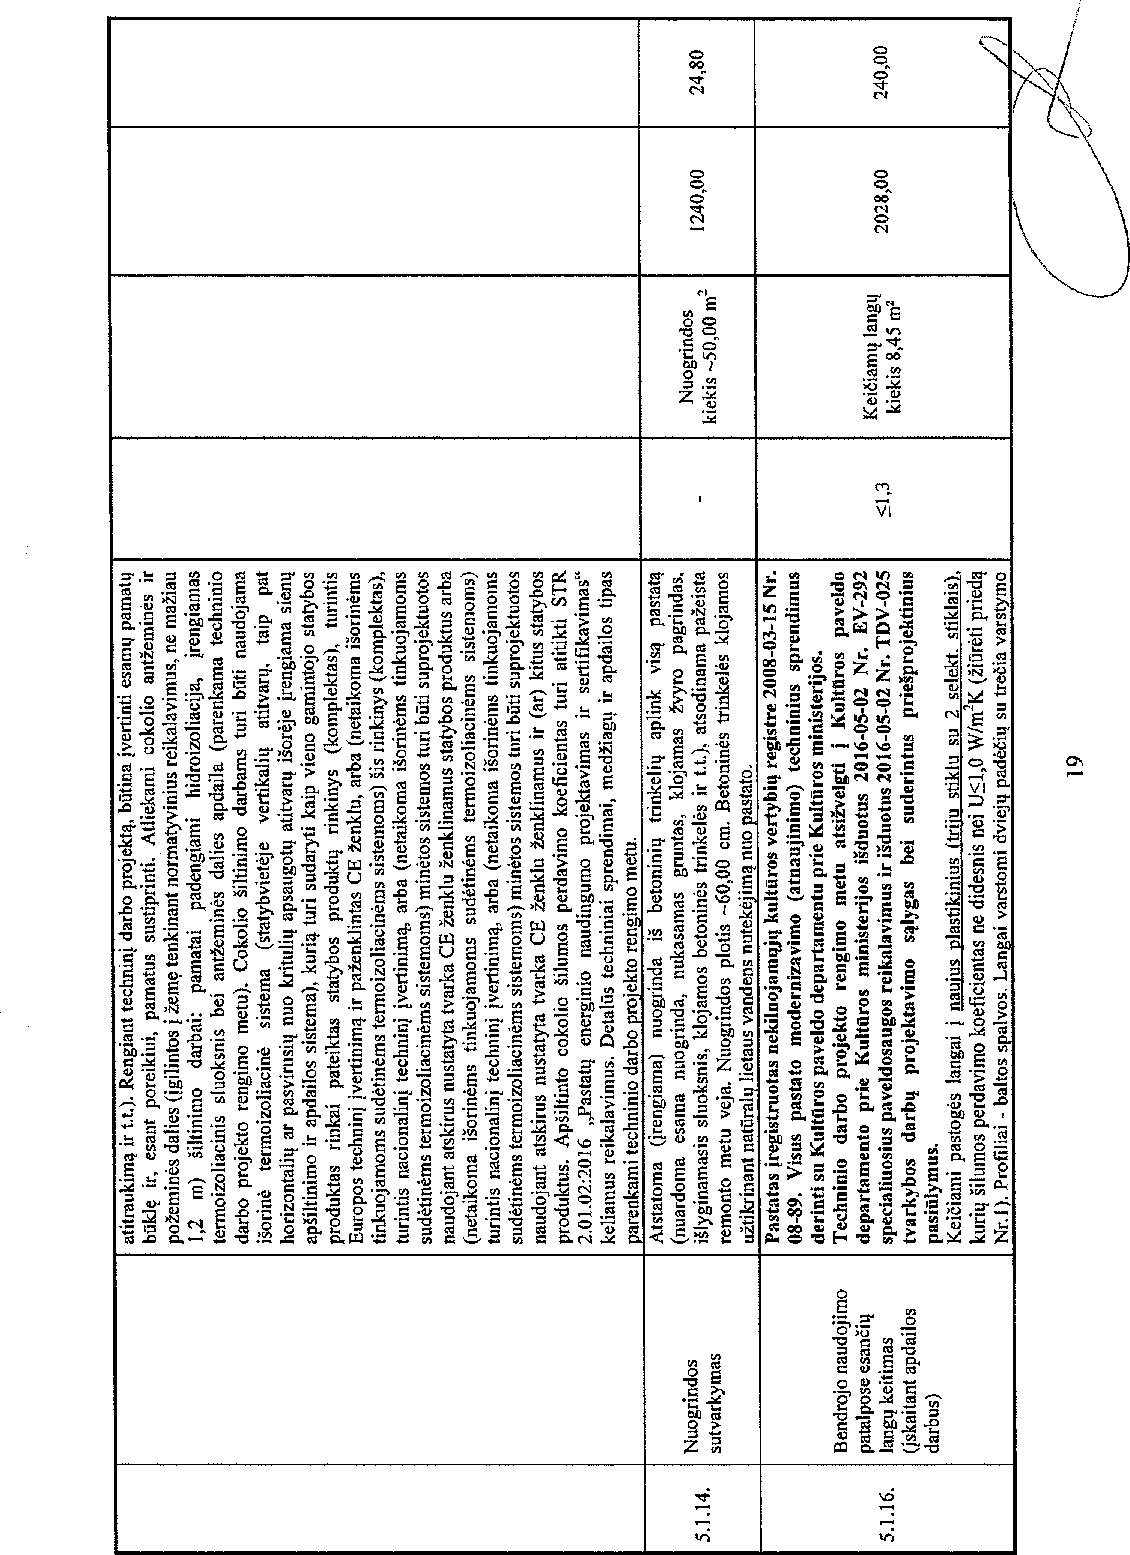 atitraukimą ir t.t.). Rengiant techninį darbo projektą, būtina įvertinti esamų pamatų
būklę ir, esant poreikiui, pamatus sustiprinti. Atliekami cokolio antžeminės ir
požeminės dalies (įgilintos į žemę tenkinant normatyvinius reikalavimus, ne mažiau
1,2 m) šiltinimo darbai: pamatai padengiami hidroizoliacija, įrengiamas
termoizoliacinis sluoksnis bei antžeminės dalies apdaila (parenkama techninio
darbo projekto rengimo metu). Cokolio šiltinimo darbams turi būti naudojama
išorinė termoizoliacinė sistema (statybvietėje vertikalių atitvarų, taip pat
horizontalių ar pasvirusių nuo kritulių apsaugotų atitvarų išorėje įrengiama sienų
apšiltinimo ir apdailos sistema), kurią turi sudaryti kaip vieno gamintojo statybos
produktas rinkai pateiktas statybos produktų rinkinys (komplektas), turintis
Europos techninį įvertinimą ir paženklintas CE ženklu, arba (netaikoma išorinėms
tinkuojamoms sudėtinėms termoizoliacinėms sistemoms) šis rinkinys (komplektas),
turintis nacionalinį techninį įvertinimą, arba (netaikoma išorinėms tinkuojamoms
sudėtinėms termoizoliacinėms sistemoms) minėtos sistemos turi būti suprojektuotos
naudojant atskirus nustatyta tvarka CE ženklu ženklinamus statybos produktus arba
(netaikoma išorinėms tinkuojamoms sudėtinėms termoizoliacinėms sistemoms)
turintis nacionalinį techninį įvertinimą, arba (netaikoma išorinėms tinkuojamoms
sudėtinėms termoizoliacinėms sistemoms) minėtos sistemos turi būti suprojektuotos
naudojant atskirus nustatyta tvarka CE ženklu ženklinamus ir (ar) kitus statybos
produktus. Apšiltinto cokolio šilumos perdavimo koeficientas turi atitikti STR
2.01.02:2016 „Pastatų energinio naudingumo projektavimas ir sertifikavimas“
keliamus reikalavimus. Detalūs techniniai sprendimai, medžiagų ir apdailos tipas
parenkami techninio darbo projekto rengimo metu.
5.1.14.
Nuogrindos
sutvarkymas
Atstatoma (įrengiama) nuogrinda iš betoninių trinkelių aplink visą pastatą
(nuardoma esama nuogrinda, nukasamas gruntas, klojamas žvyro pagrindas,
išlyginamasis sluoksnis, klojamos betoninės trinkelės ir t.t.), atsodinama pažeista
remonto metu veja. Nuogrindos plotis ~60,00 cm. Betoninės trinkelės klojamos
užtikrinant natūralų lietaus vandens nutekėjimą nuo pastato.
-
Nuogrindos
kiekis ~50,00 m²
1240,00
24,80
5.1.16.
Bendrojo naudojimo
patalpose esančių
langų keitimas
(įskaitant apdailos
darbus)
Pastatas įregistruotas nekilnojamųjų kultūros vertybių registre 2008-03-15 Nr.
08-89. Visus pastato modernizavimo (atnaujinimo) techninius sprendimus
derinti su Kultūros paveldo departamentu prie Kultūros ministerijos.
Techninio darbo projekto rengimo metu atsižvelgti į Kultūros paveldo
departamento prie Kultūros ministerijos išduotus 2016-05-02 Nr. EV-292
specialiuosius paveldosaugos reikalavimus ir išduotus 2016-05-02 Nr. TDV-025
tvarkybos darbų projektavimo sąlygas bei suderintus priešprojektinius
pasiūlymus.
Keičiami pastogės langai į naujus plastikinius (trijų stiklų su 2 selekt. stiklais),
kurių šilumos perdavimo koeficientas ne didesnis nei U≤1,0 W/m²K (žiūrėti priedą
Nr.1). Profiliai - baltos spalvos. Langai varstomi dviejų padėčių su trečia varstymo
≤1,3
Keičiamų langų
kiekis 8,45 m²
2028,00
240,00
19